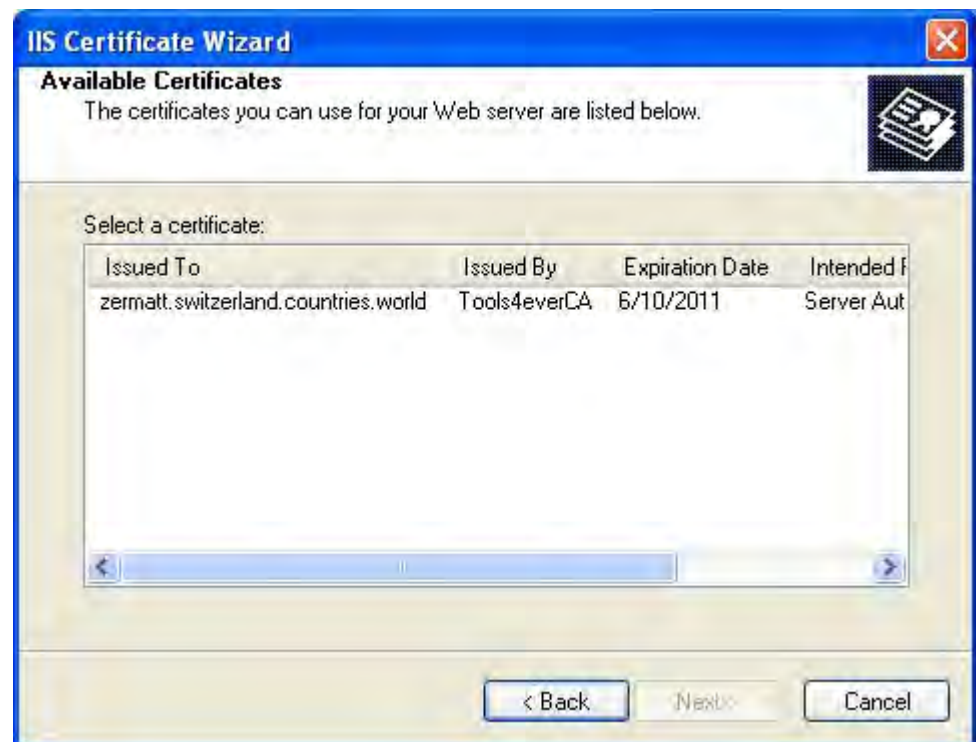 IIS Certificate Wizard
Available Certificates
The certificates you can use for your Web server are listed below.
Select a certificate:
Issued To Issued By Expiration Date Intended P
zermatt.switzerland.countries.world Tools4everCA 6/10/2011 Server Aut
< Back Next > Cancel